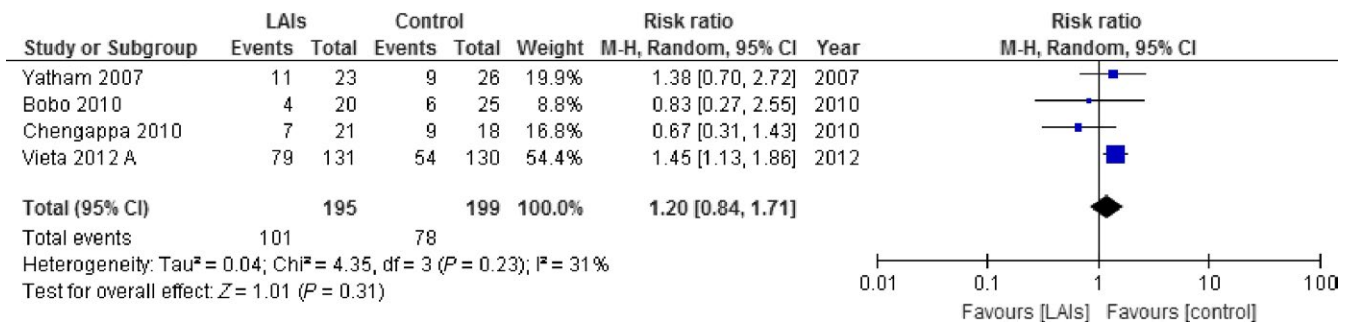 LAIs Control Risk ratio Risk ratio
Study or Subgroup Events Total Events Total Weight M-H, Random, 95% CI Year M-H, Random, 95% CI
Yatham 2007 11 23 9 26 19.9% 1.38 [0.70, 2.72] 2007
Bobo 2010 4 20 6 25 8.8% 0.83 [0.27, 2.55] 2010
Chengappa 2010 7 21 9 18 16.8% 0.67 [0.31, 1.43] 2010
Vieta 2012 A 79 131 54 130 54.4% 1.45 [1.13, 1.86] 2012
Total (95% CI) 195 199 100.0% 1.20 [0.84, 1.71]
Total events 101 78
Heterogeneity: Tau² = 0.04; Chi² = 4.35, df = 3 (P = 0.23); I² = 31%
Test for overall effect: Z = 1.01 (P = 0.31)
0.01 0.1 1 10 100
Favours [LAIs] Favours [control]